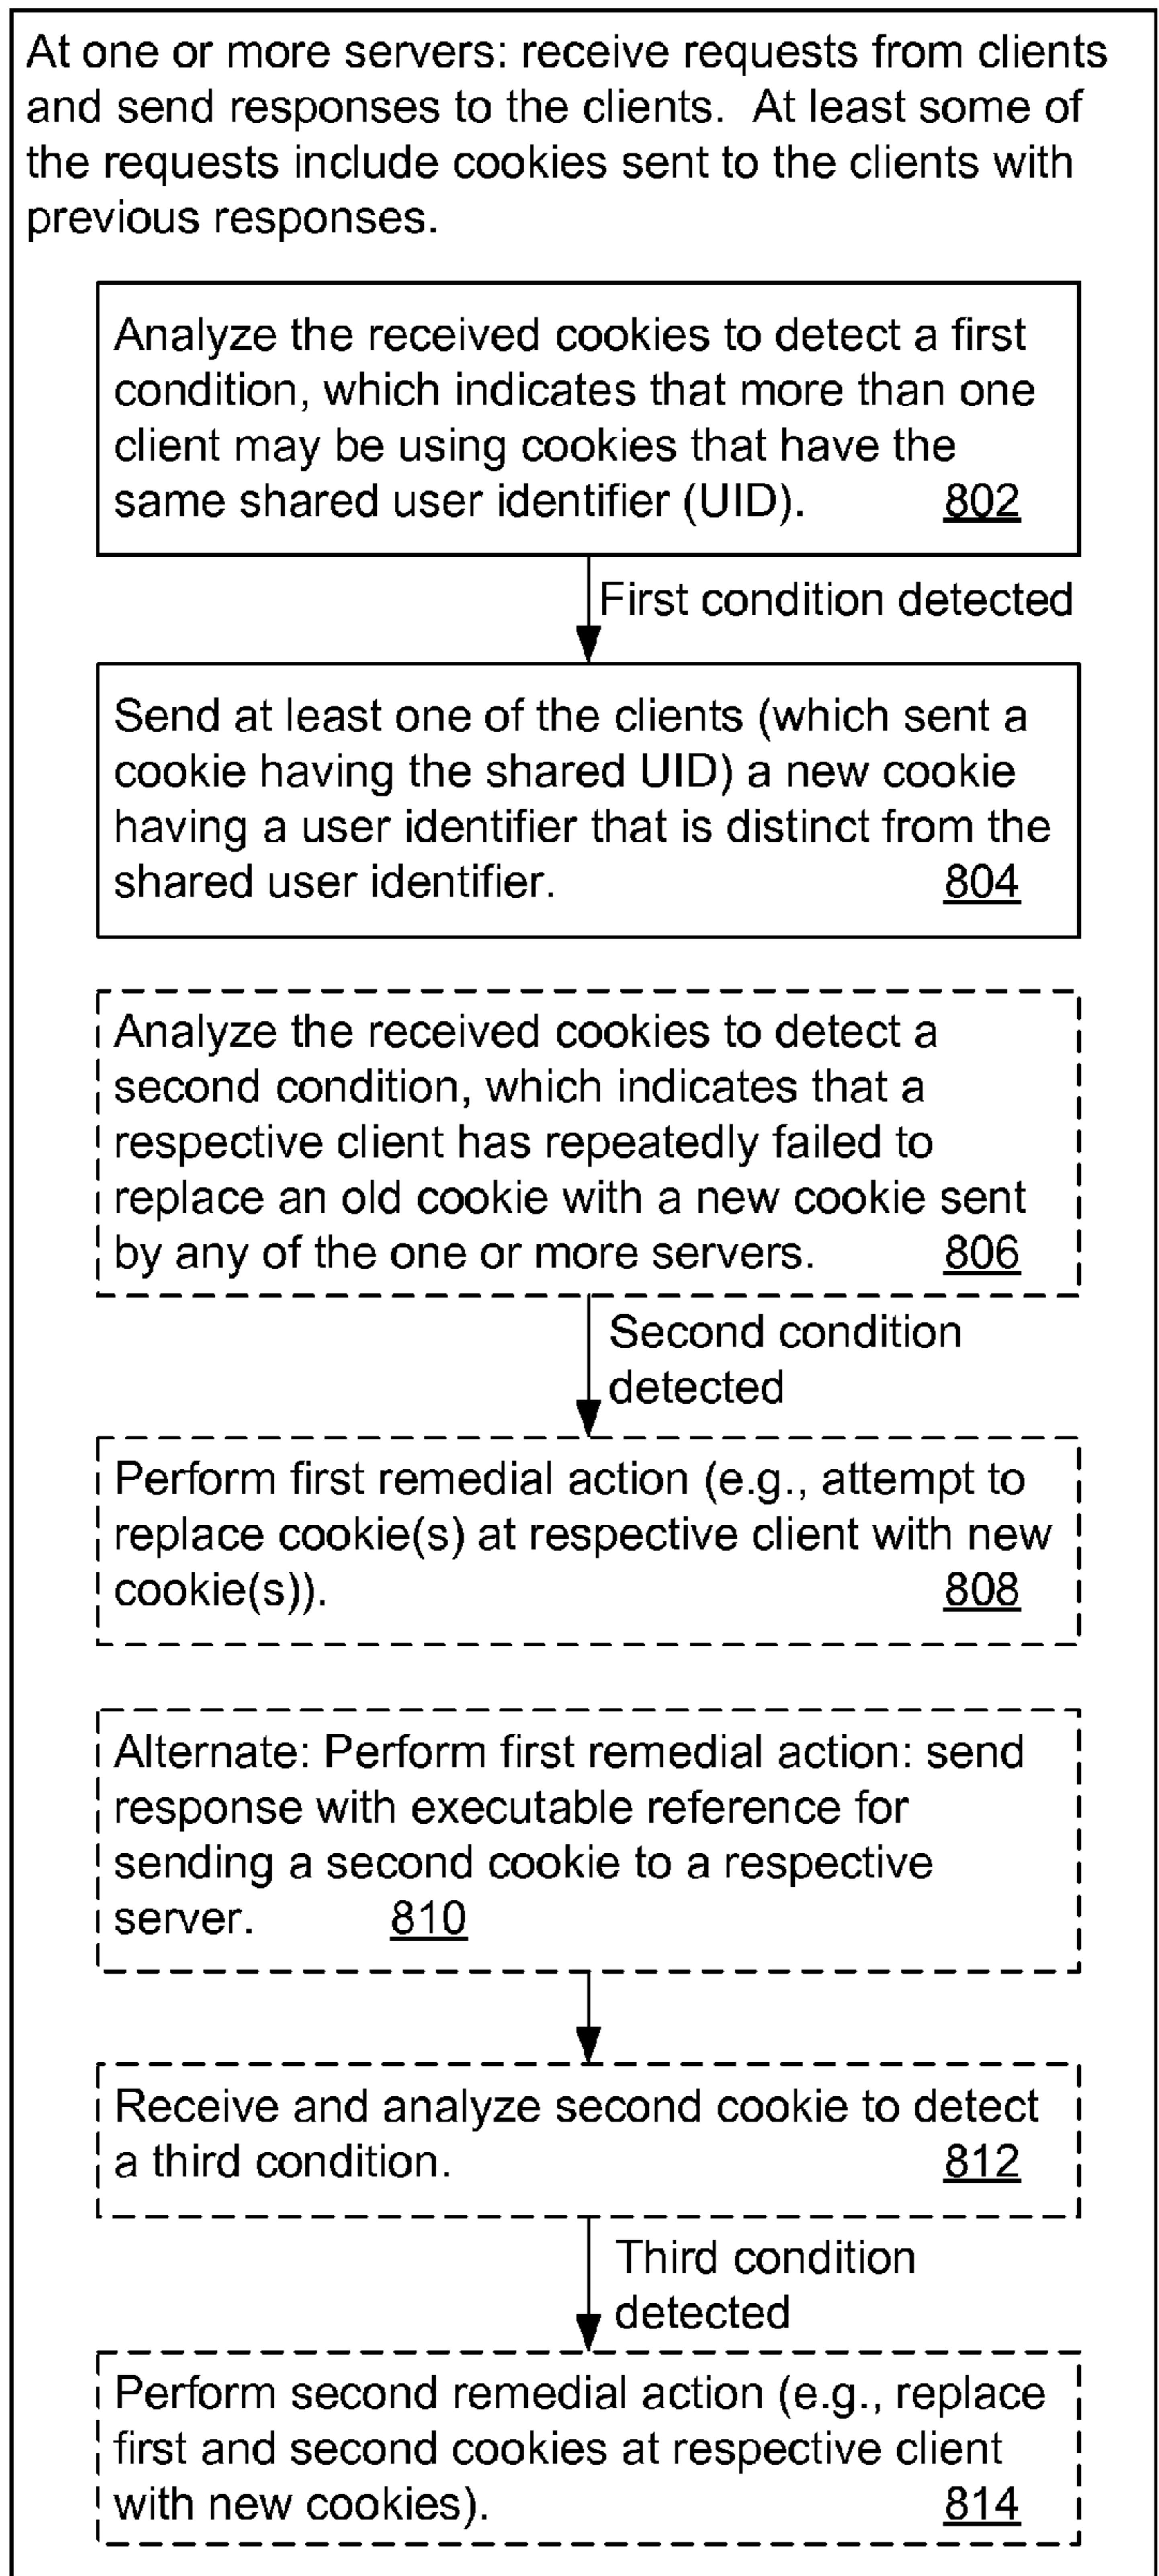 At one or more servers: receive requests from clients
and send responses to the clients.  At least some of
the requests include cookies sent to the clients with
previous responses.
Analyze the received cookies to detect a first
condition, which indicates that more than one
client may be using cookies that have the
same shared user identifier (UID). 802
First condition detected
Send at least one of the clients (which sent a
cookie having the shared UID) a new cookie
having a user identifier that is distinct from the
shared user identifier. 804
Analyze the received cookies to detect a
second condition, which indicates that a
respective client has repeatedly failed to
replace an old cookie with a new cookie sent
by any of the one or more servers. 806
Second condition
detected
Perform first remedial action (e.g., attempt to
replace cookie(s) at respective client with new
cookie(s)). 808
Alternate: Perform first remedial action: send
response with executable reference for
sending a second cookie to a respective
server. 810
Receive and analyze second cookie to detect
a third condition. 812
Third condition
detected
Perform second remedial action (e.g., replace
first and second cookies at respective client
with new cookies). 814